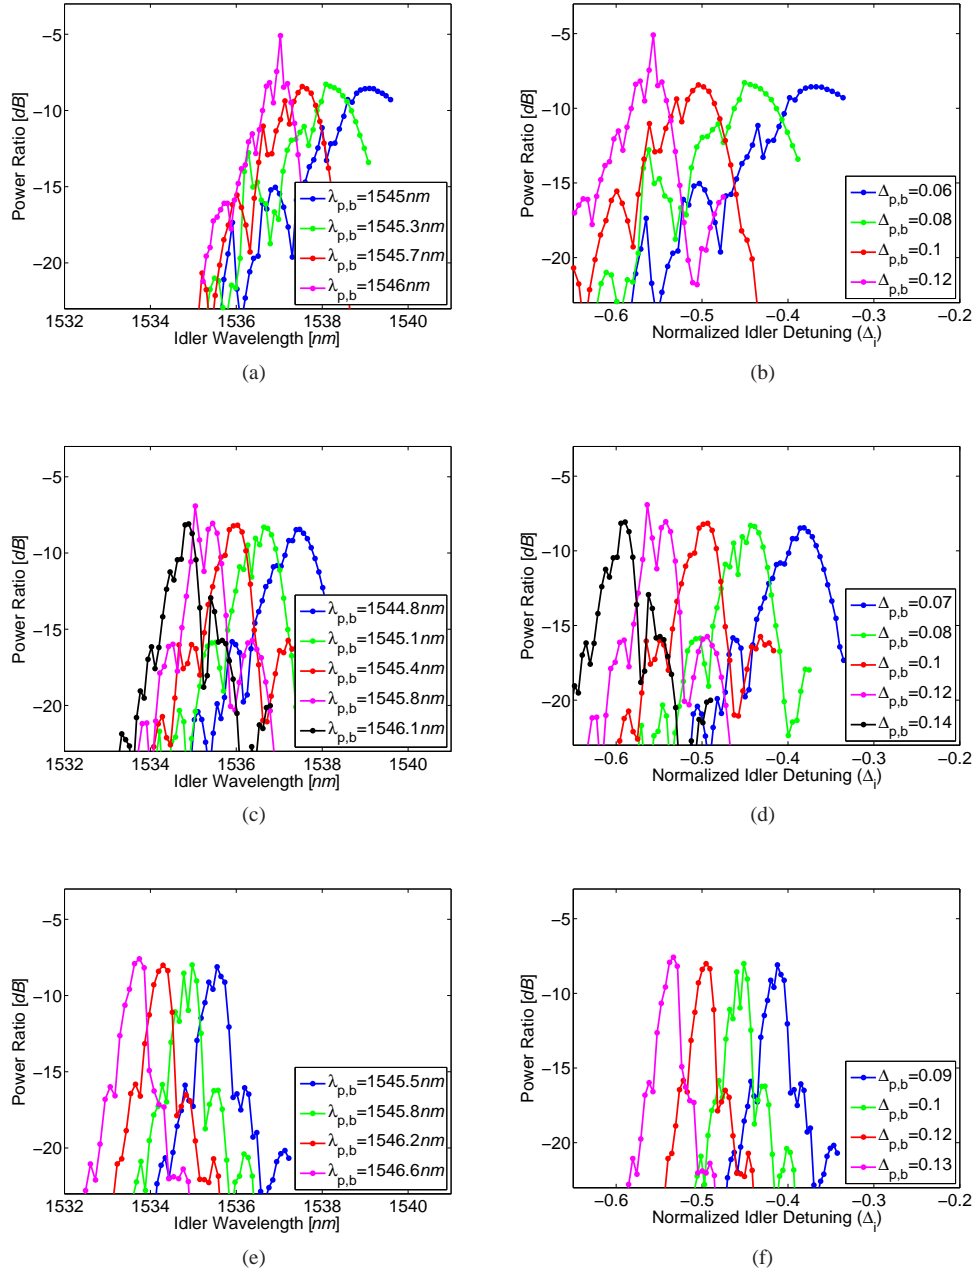 −5
−10
−15
−20
Power Ratio [dB]
1532
1534
1536
1538
1540
Idler Wavelength [nm]
λp,b=1545nm
λp,b=1545.3nm
λp,b=1545.7nm
λp,b=1546nm
(a)
−5
−10
−15
−20
Power Ratio [dB]
−0.6
−0.5
−0.4
−0.3
−0.2
Normalized Idler Detuning (Δi)
Δp,b=0.06
Δp,b=0.08
Δp,b=0.1
Δp,b=0.12
(b)
−5
−10
−15
−20
Power Ratio [dB]
1532
1534
1536
1538
1540
Idler Wavelength [nm]
λp,b=1544.8nm
λp,b=1545.1nm
λp,b=1545.4nm
λp,b=1545.8nm
λp,b=1546.1nm
(c)
−5
−10
−15
−20
Power Ratio [dB]
−0.6
−0.5
−0.4
−0.3
−0.2
Normalized Idler Detuning (Δi)
Δp,b=0.07
Δp,b=0.08
Δp,b=0.1
Δp,b=0.12
Δp,b=0.14
(d)
−5
−10
−15
−20
Power Ratio [dB]
1532
1534
1536
1538
1540
Idler Wavelength [nm]
λp,b=1545.5nm
λp,b=1545.8nm
λp,b=1546.2nm
λp,b=1546.6nm
(e)
−5
−10
−15
−20
Power Ratio [dB]
−0.6
−0.5
−0.4
−0.3
−0.2
Normalized Idler Detuning (Δi)
Δp,b=0.09
Δp,b=0.1
Δp,b=0.12
Δp,b=0.13
(f)